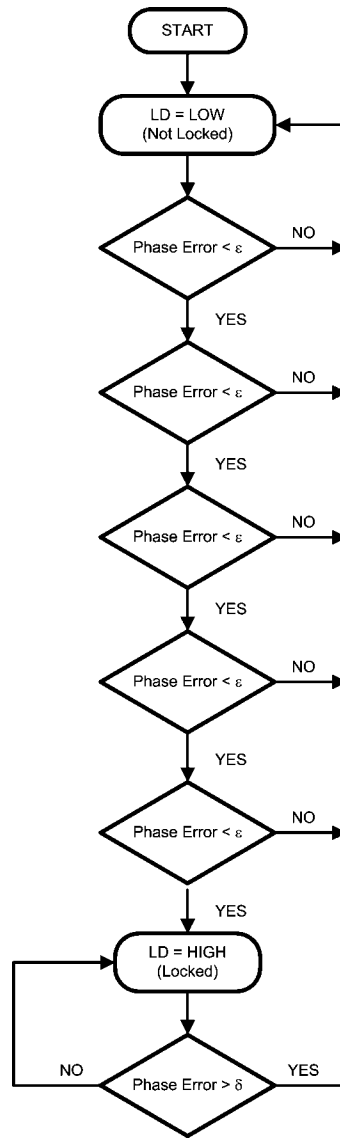 START
LD = LOW
(Not Locked)
Phase Error < ε
NO
YES
Phase Error < ε
NO
YES
Phase Error < ε
NO
YES
Phase Error < ε
NO
YES
Phase Error < ε
NO
YES
LD = HIGH
(Locked)
NO
Phase Error > δ
YES